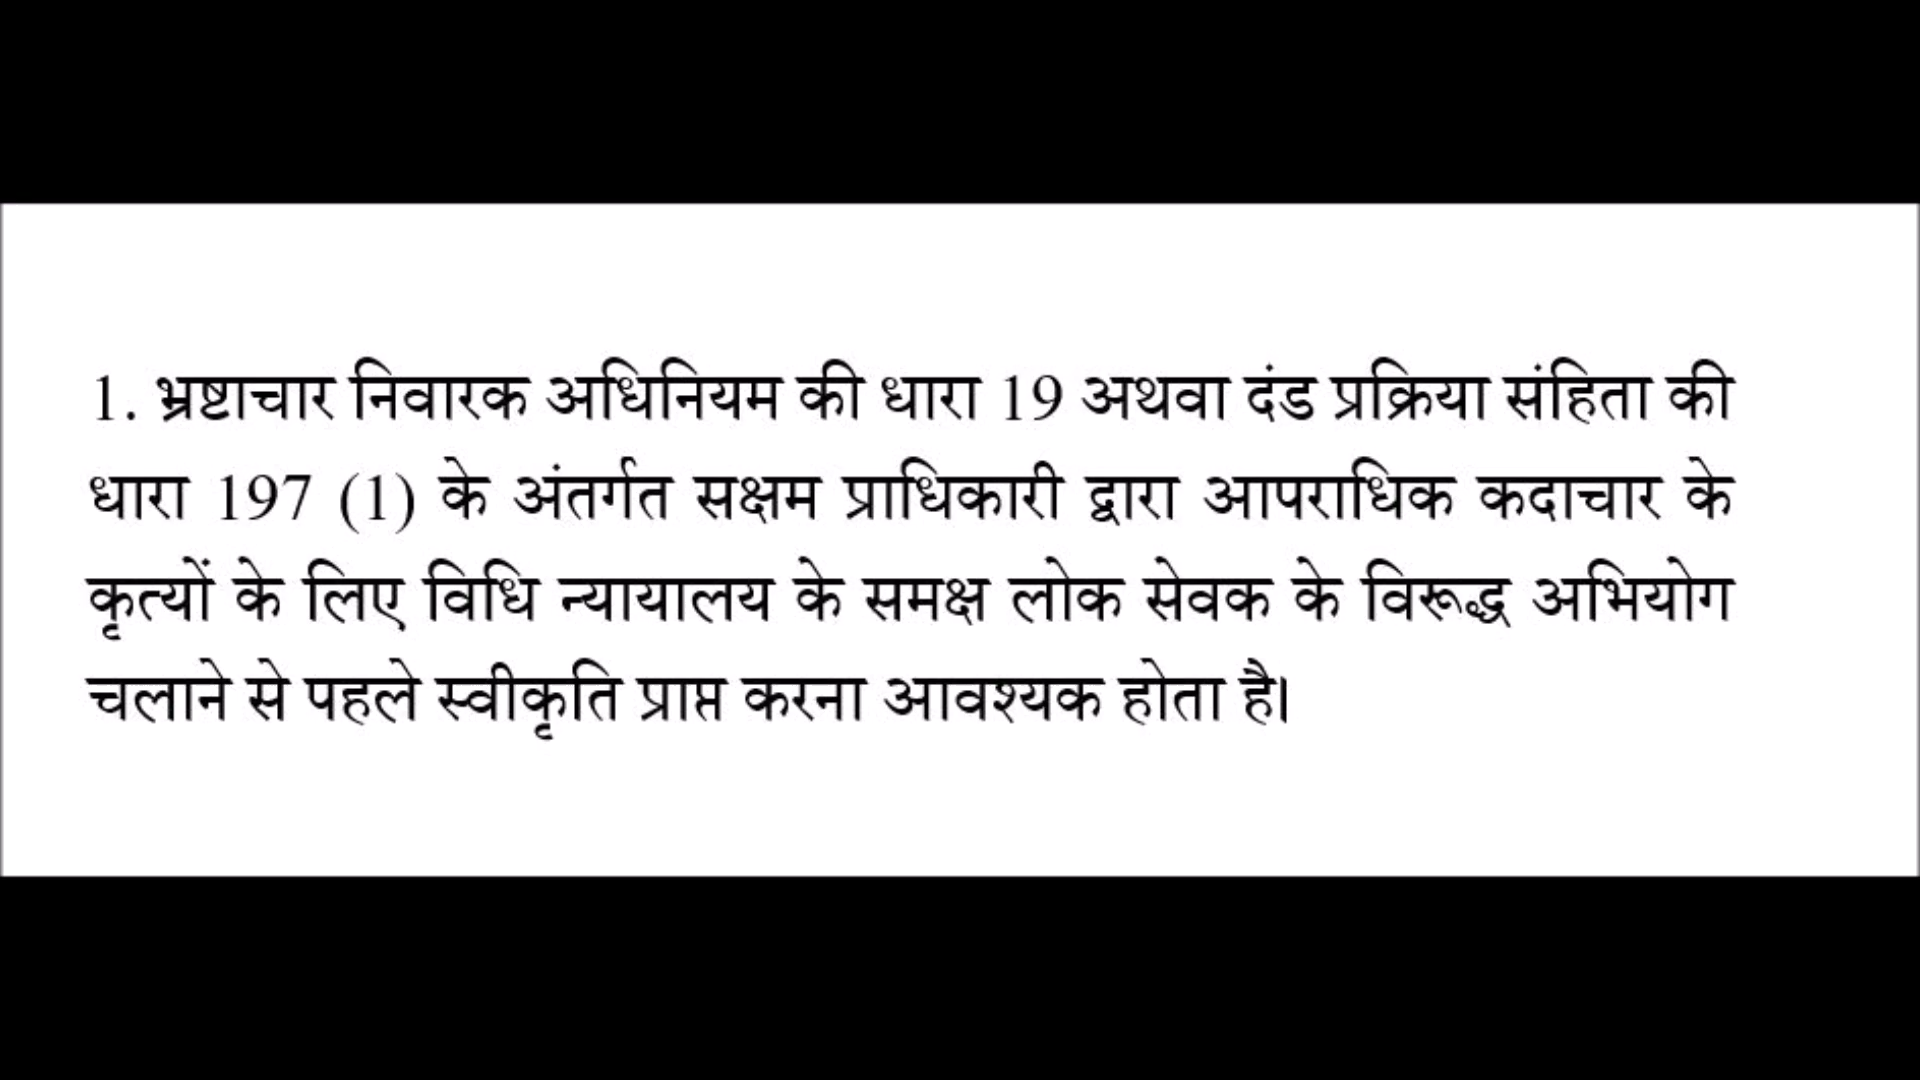 1. भ्रष्टाचार निवारक अधिनियम की धारा 19 अथवा दंड प्रक्रिया संहिता की
धारा 197 (1) के अंतर्गत सक्षम प्राधिकारी द्वारा आपराधिक कदाचार के
कृत्यों के लिए विधि न्यायालय के समक्ष लोक सेवक के विरूद्ध अभियोग
चलाने से पहले स्वीकृति प्राप्त करना आवश्यक होता है।